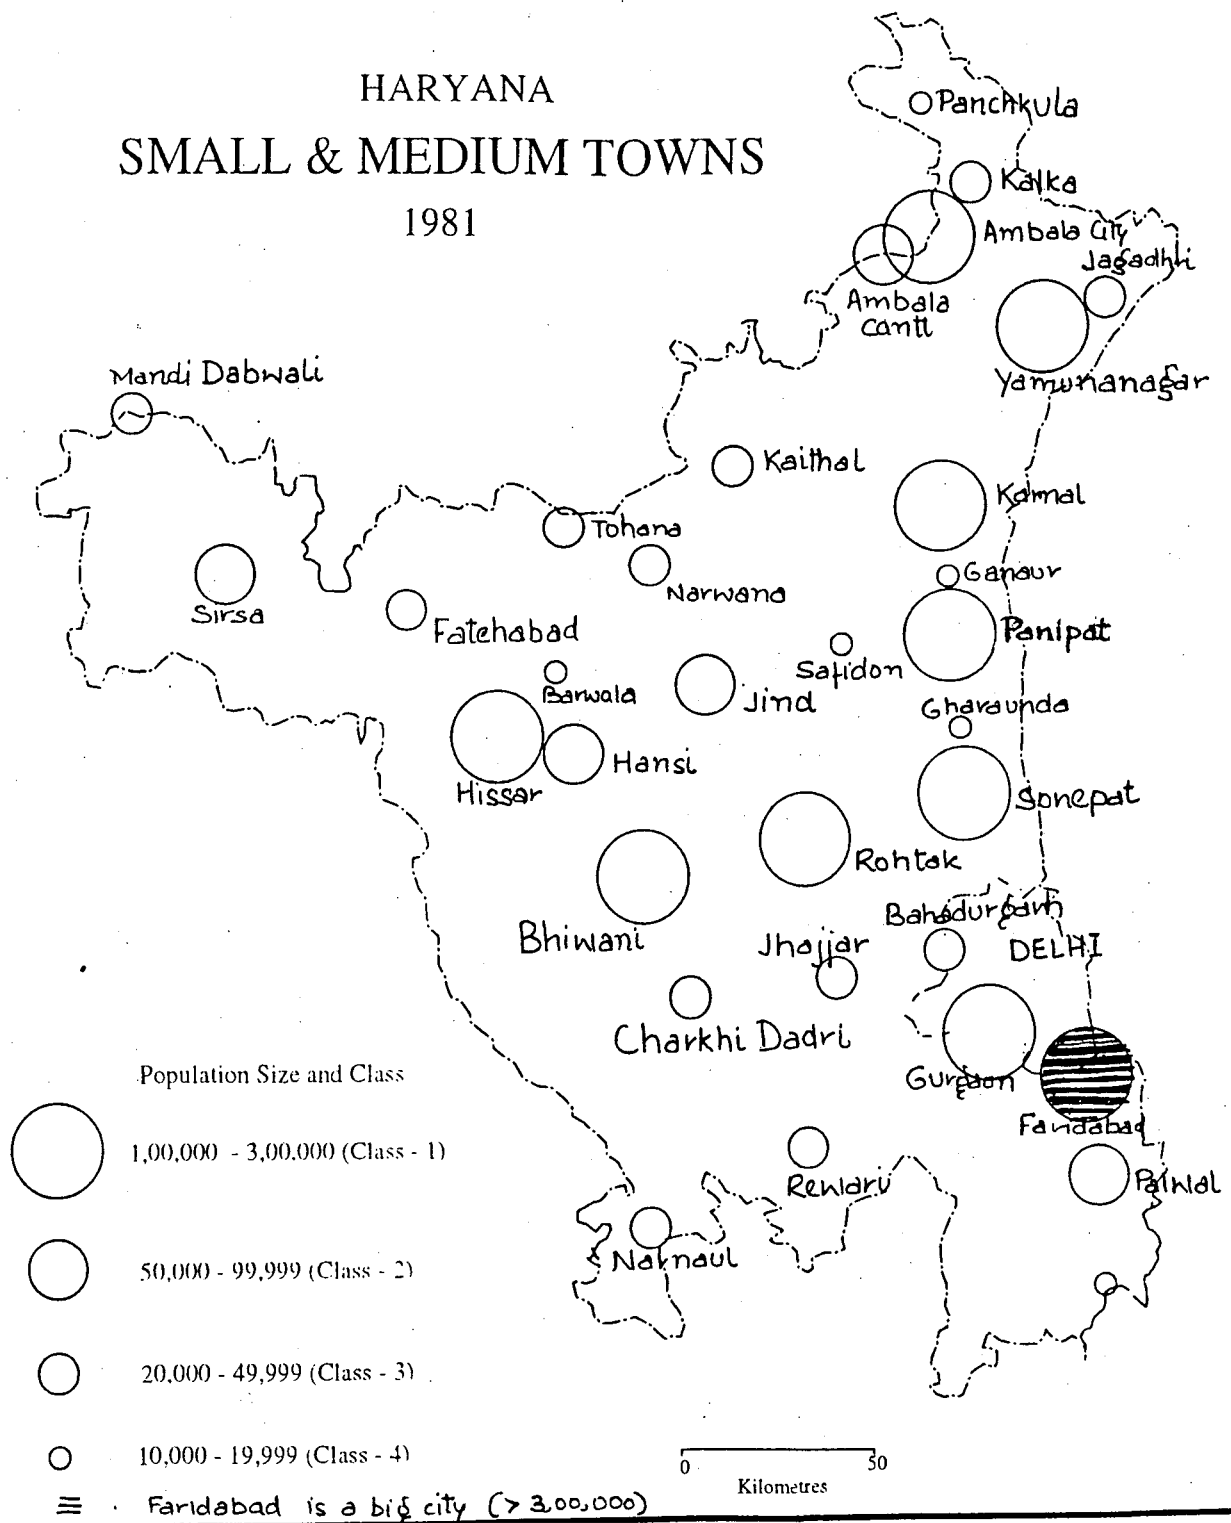 HARYANA
SMALL & MEDIUM TOWNS
1981
Panchkula
Kalka
Ambala City
Jagadhri
Ambala
Cantt
Yamunanagar
Mandi Dabwali
Kaithal
Karnal
Tohana
Narwana
Ganaur
Sirsa
Fatehabad
Panipat
Safidon
Barwala
Jind
Gharaunda
Hansi
Hissar
Sonepat
Rohtak
Bahadurgarh
Bhiwani
Jhajjar
DELHI
Charkhi Dadri
Gurgaon
Faridabad
Palwal
Rewari
Narnaul
Population Size and Class
1,00,000 - 3,00,000 (Class - 1)
50,000 - 99,999 (Class - 2)
20,000 - 49,999 (Class - 3)
10,000 - 19,999 (Class - 4)
Faridabad is a big city (> 3,00,000)
0 50
Kilometres